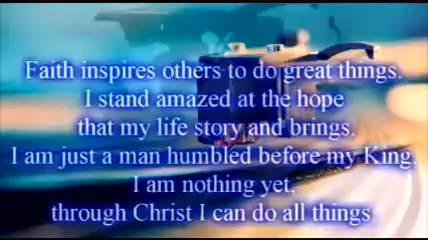 Faith inspires others to do great things.
I stand amazed at the hope
that my life story and brings.
I am just a man humbled before my King.
I am nothing yet,
through Christ I can do all things.